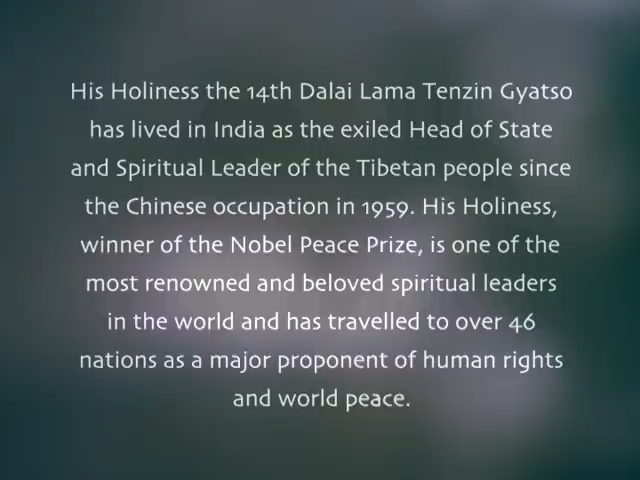 His Holiness the 14th Dalai Lama Tenzin Gyatso
has lived in India as the exiled Head of State
and Spiritual Leader of the Tibetan people since
the Chinese occupation in 1959. His Holiness,
winner of the Nobel Peace Prize, is one of the
most renowned and beloved spiritual leaders
in the world and has travelled to over 46
nations as a major proponent of human rights
and world peace.